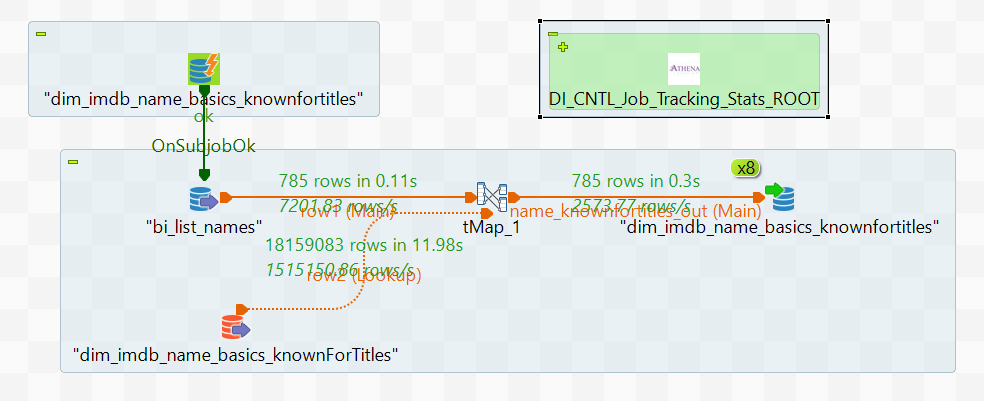 "dim_imdb_name_basics_knownfortitles"
ok
OnSubjobOk
ATHENA
DI_CNTL_Job_Tracking_Stats_ROOT
785 rows in 0.11s
7201.83 rows/s
row1 (Main)
"bi_list_names"
tMap_1
x8
785 rows in 0.3s
2573.77 rows/s
name_knownfortitles_out (Main)
"dim_imdb_name_basics_knownfortitles"
18159083 rows in 11.98s
1515150.86 rows/s
row2 (Lookup)
"dim_imdb_name_basics_knownForTitles"